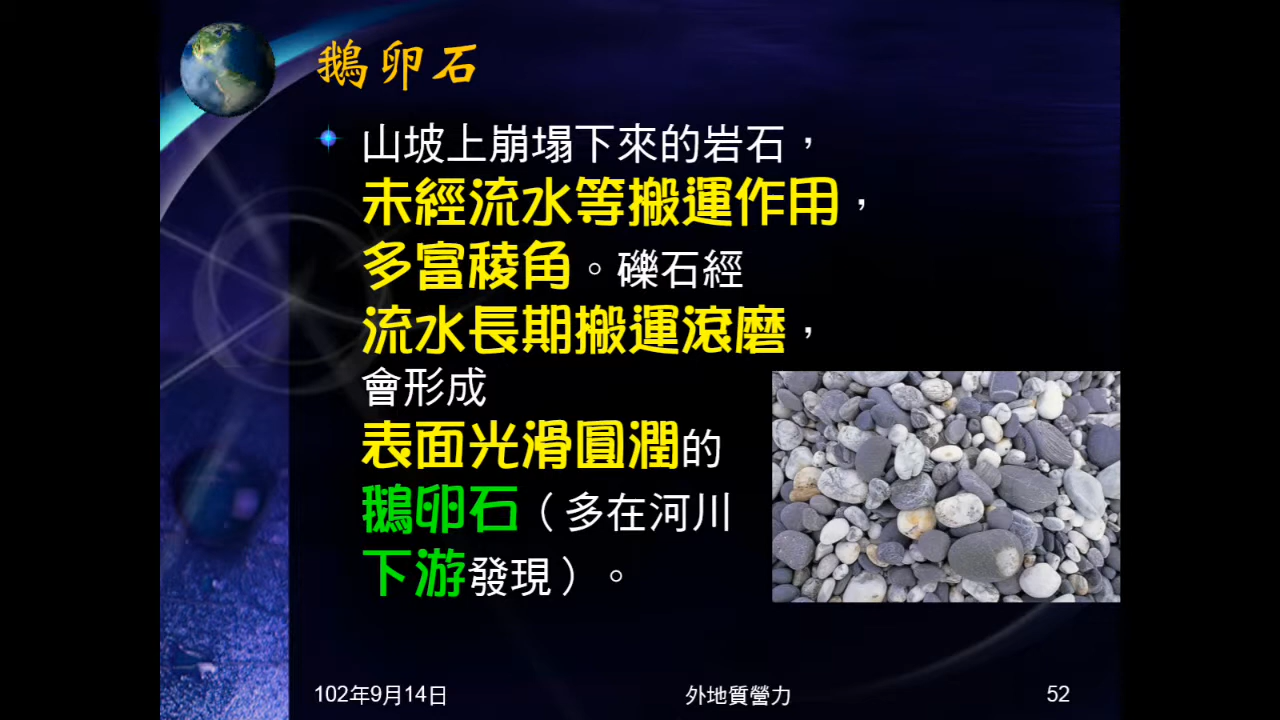 鵝卵石
山坡上崩塌下來的岩石，
未經流水等搬運作用，
多富稜角。礫石經
流水長期搬運滾磨，
會形成
表面光滑圓潤的
鵝卵石（多在河川
下游發現）。
102年9月14日
外地質營力
52